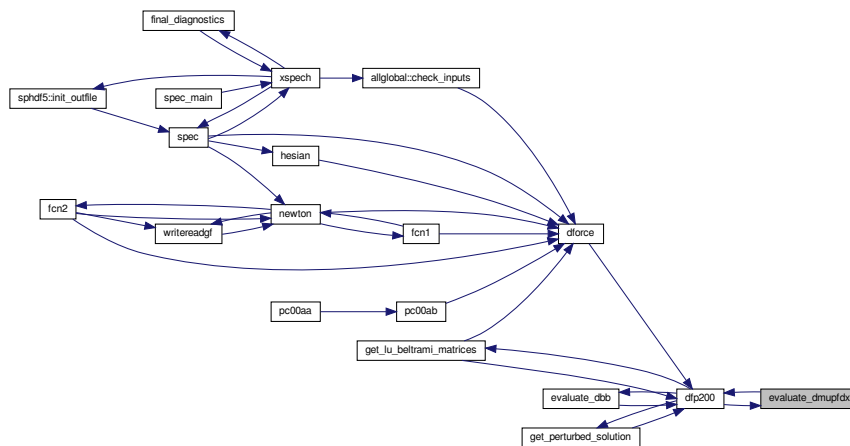 final_diagnostics
xspech
allglobal::check_inputs
sphdf5::init_outfile
spec_main
spec
hesian
fcn2
newton
writereadgf
fcn1
dforce
pc00aa
pc00ab
get_lu_beltrami_matrices
evaluate_dbb
dfp200
evaluate_dmupfdx
get_perturbed_solution